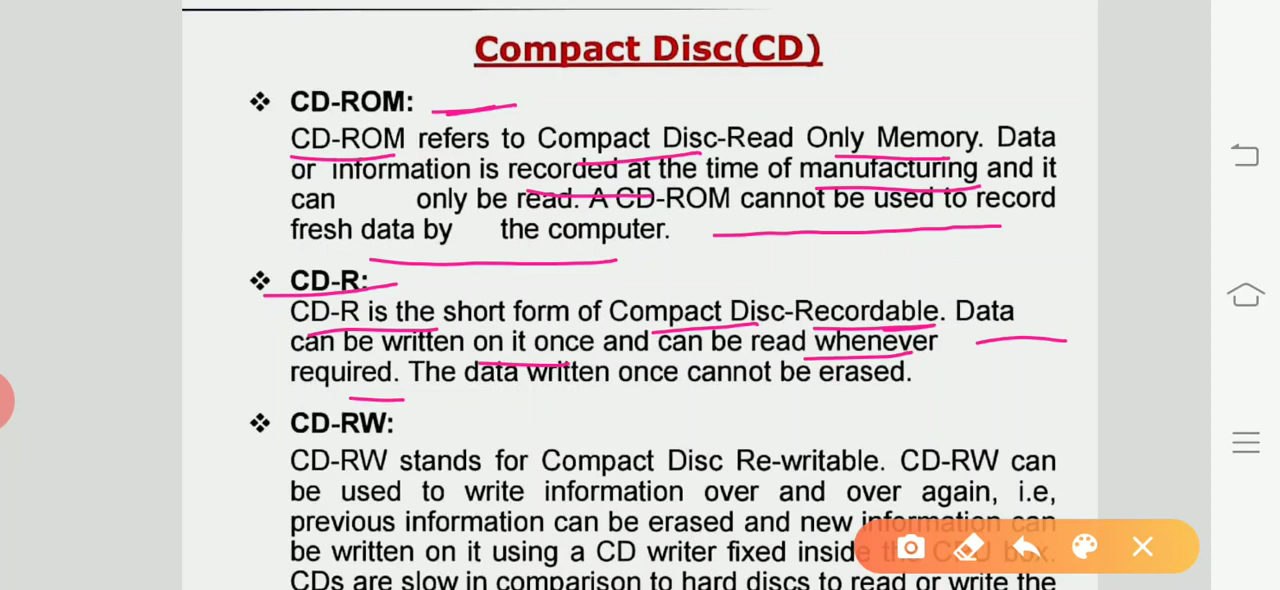 Compact Disc(CD)
❖ CD-ROM:
CD-ROM refers to Compact Disc-Read Only Memory. Data
or information is recorded at the time of manufacturing and it
can only be read. A CD-ROM cannot be used to record
fresh data by the computer.
❖ CD-R:
CD-R is the short form of Compact Disc-Recordable. Data
can be written on it once and can be read whenever
required. The data written once cannot be erased.
❖ CD-RW:
CD-RW stands for Compact Disc Re-writable. CD-RW can
be used to write information over and over again, i.e,
previous information can be erased and new information can
be written on it using a CD writer fixed inside the CPU box.
CDs are slow in comparison to hard discs to read or write the